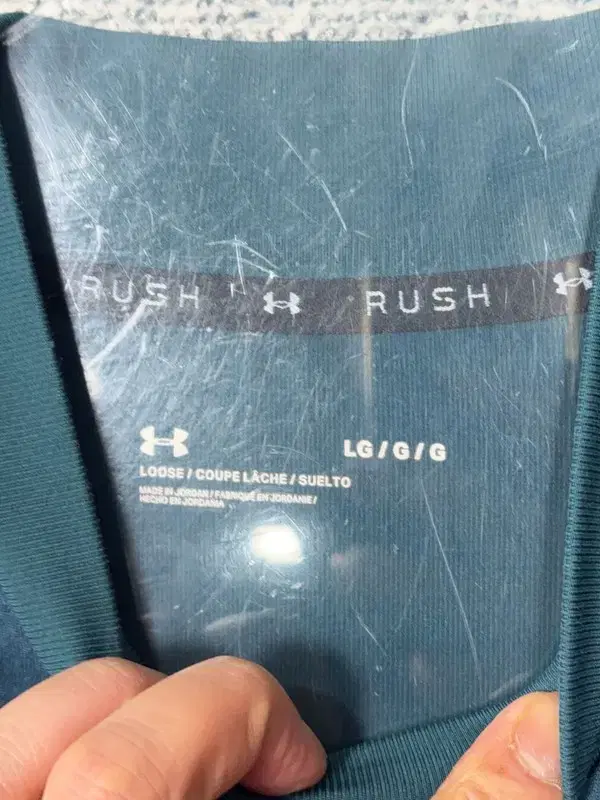 RUSH RUSH
LG / G / G
LOOSE / COUPE LÂCHE / SUELTO
MADE IN JORDAN / FABRIQUÉ EN JORDANIE /
HECHO EN JORDANIA